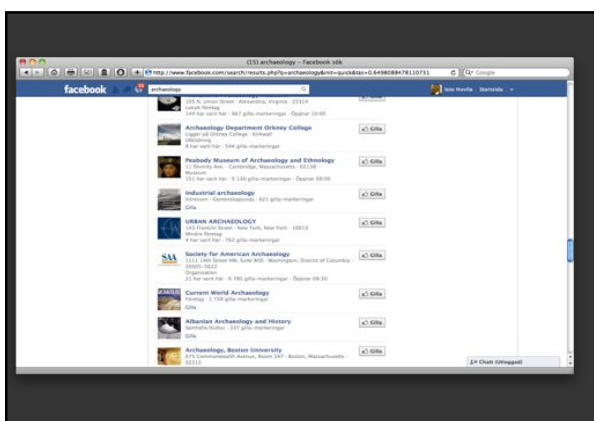 (15) archaeology – Facebook sök
http://www.facebook.com/search/results.php?q=archaeology&init=quick&tas=0.6498088478110731
Google
facebook
archaeology
Isto Huvila Startsida
105 N. Union Street · Alexandria, Virginia · 22314
Lokalt företag
149 har varit här · 967 gilla-markeringar · Öppnar 10:00
Gilla
Archaeology Department Orkney College
Ligger på Orkney College · Kirkwall
Utbildning
8 har varit här · 544 gilla-markeringar
Gilla
Peabody Museum of Archaeology and Ethnology
11 Divinity Ave. · Cambridge, Massachusetts · 02138
Museum
151 har varit här · 5 130 gilla-markeringar · Öppnar 09:00
Gilla
Industrial archaeology
Intressen · Gemenskapssida · 821 gilla-markeringar
Gilla
Gilla
URBAN ARCHAEOLOGY
143 Franklin Street · New York, New York · 10013
Mindre företag
4 har varit här · 762 gilla-markeringar
Gilla
SAA
Society for American Archaeology
1111 14th Street NW, Suite 800 · Washington, District of Columbia ·
20005-5622
Organisation
21 har varit här · 6 785 gilla-markeringar · Öppnar 08:30
Gilla
Current World Archaeology
Företag · 1 758 gilla-markeringar
Gilla
Gilla
Albanian Archaeology and History
Samhälle/Kultur · 337 gilla-markeringar
Gilla
Gilla
Archaeology, Boston University
675 Commonwealth Avenue, Room 347 · Boston, Massachusetts ·
02215
Gilla
Chatt (Utloggad)